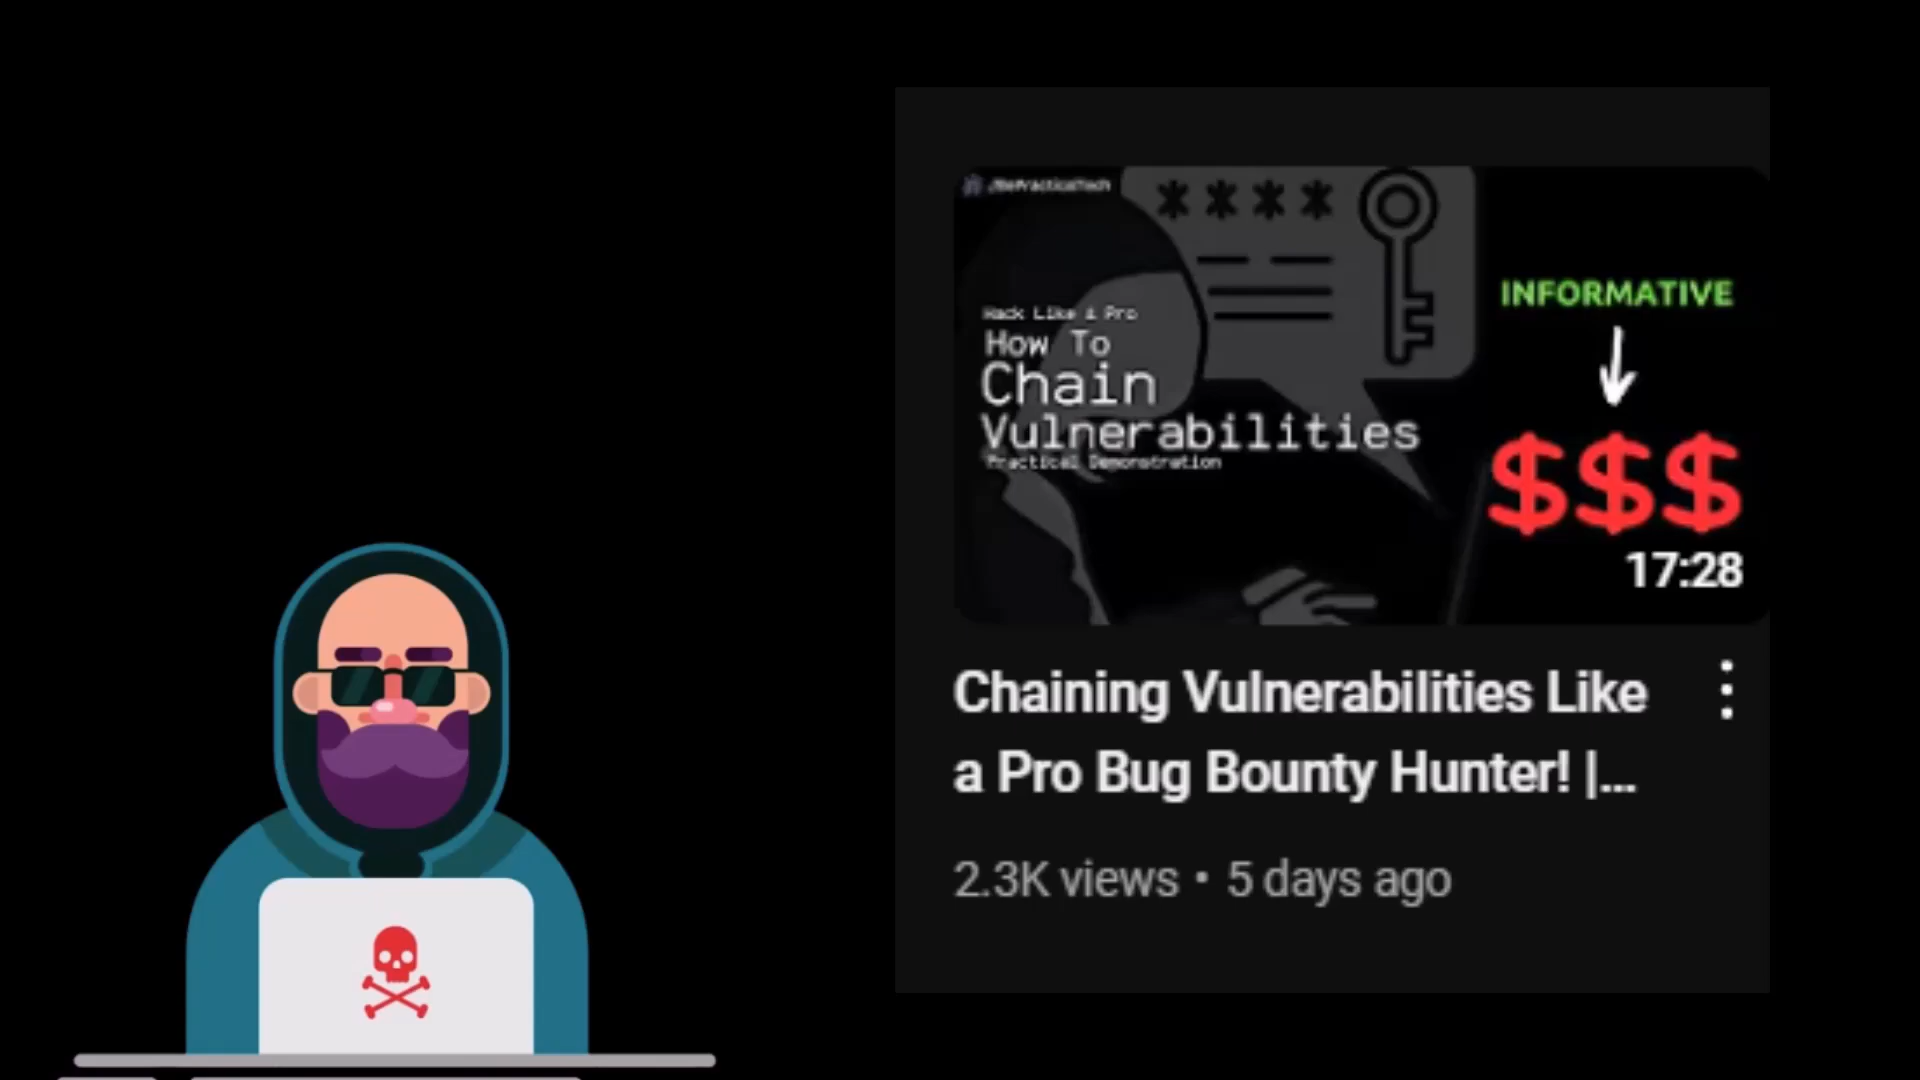 /BePracticalTech
* * * *
INFORMATIVE
Hack Like a Pro
How To
Chain
Vulnerabilities
Practical Demonstration
$$$
17:28
Chaining Vulnerabilities Like
a Pro Bug Bounty Hunter! |...
2.3K views • 5 days ago